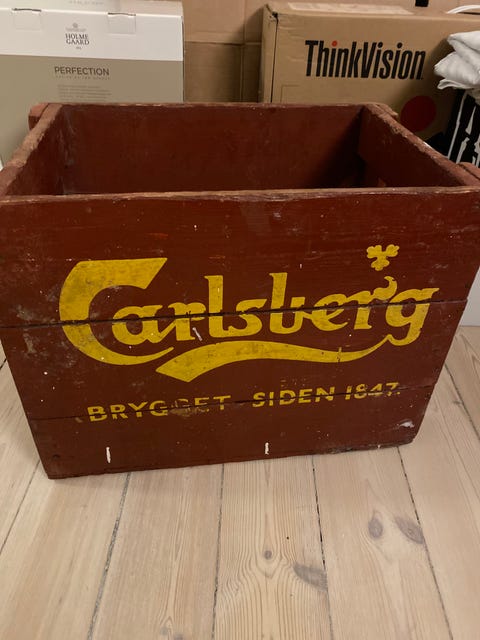 HOLME
GAARD
PERFECTION
ThinkVision
Carlsberg
BRYGGET SIDEN 1847.